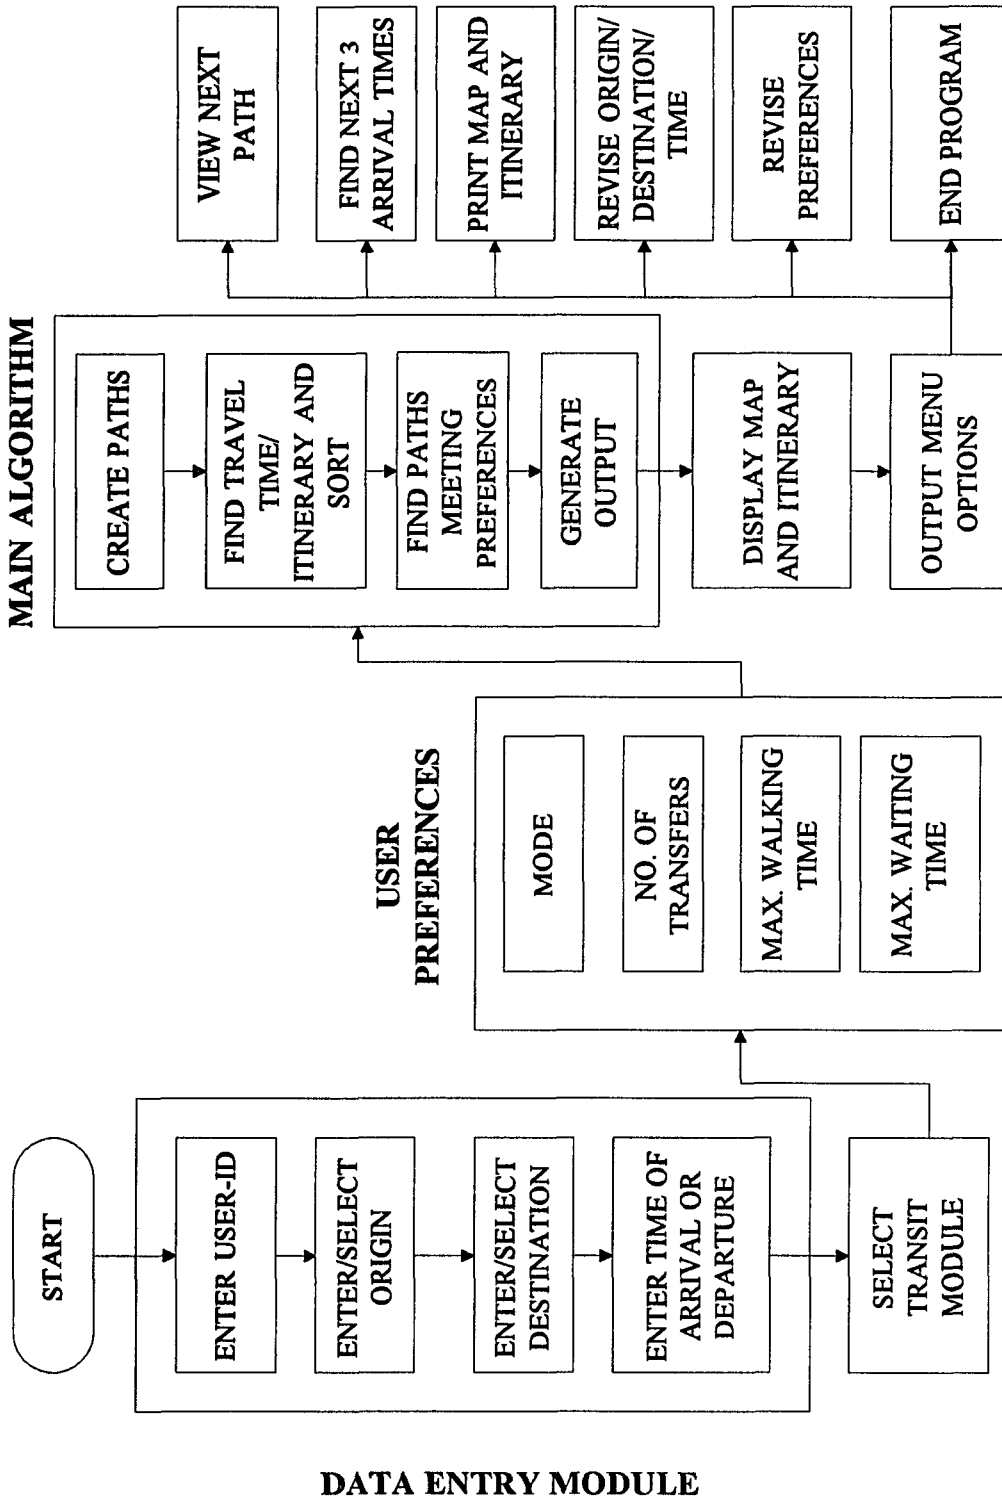 DATA ENTRY MODULE
START
ENTER USER-ID
ENTER/SELECT
ORIGIN
ENTER/SELECT
DESTINATION
ENTER TIME OF
ARRIVAL OR
DEPARTURE
SELECT
TRANSIT
MODULE
USER
PREFERENCES
MODE
NO. OF
TRANSFERS
MAX. WALKING
TIME
MAX. WAITING
TIME
MAIN ALGORITHM
CREATE PATHS
FIND TRAVEL
TIME/
ITINERARY AND
SORT
FIND PATHS
MEETING
PREFERENCES
GENERATE
OUTPUT
DISPLAY MAP
AND ITINERARY
OUTPUT MENU
OPTIONS
VIEW NEXT
PATH
FIND NEXT 3
ARRIVAL TIMES
PRINT MAP AND
ITINERARY
REVISE ORIGIN/
DESTINATION/
TIME
REVISE
PREFERENCES
END PROGRAM